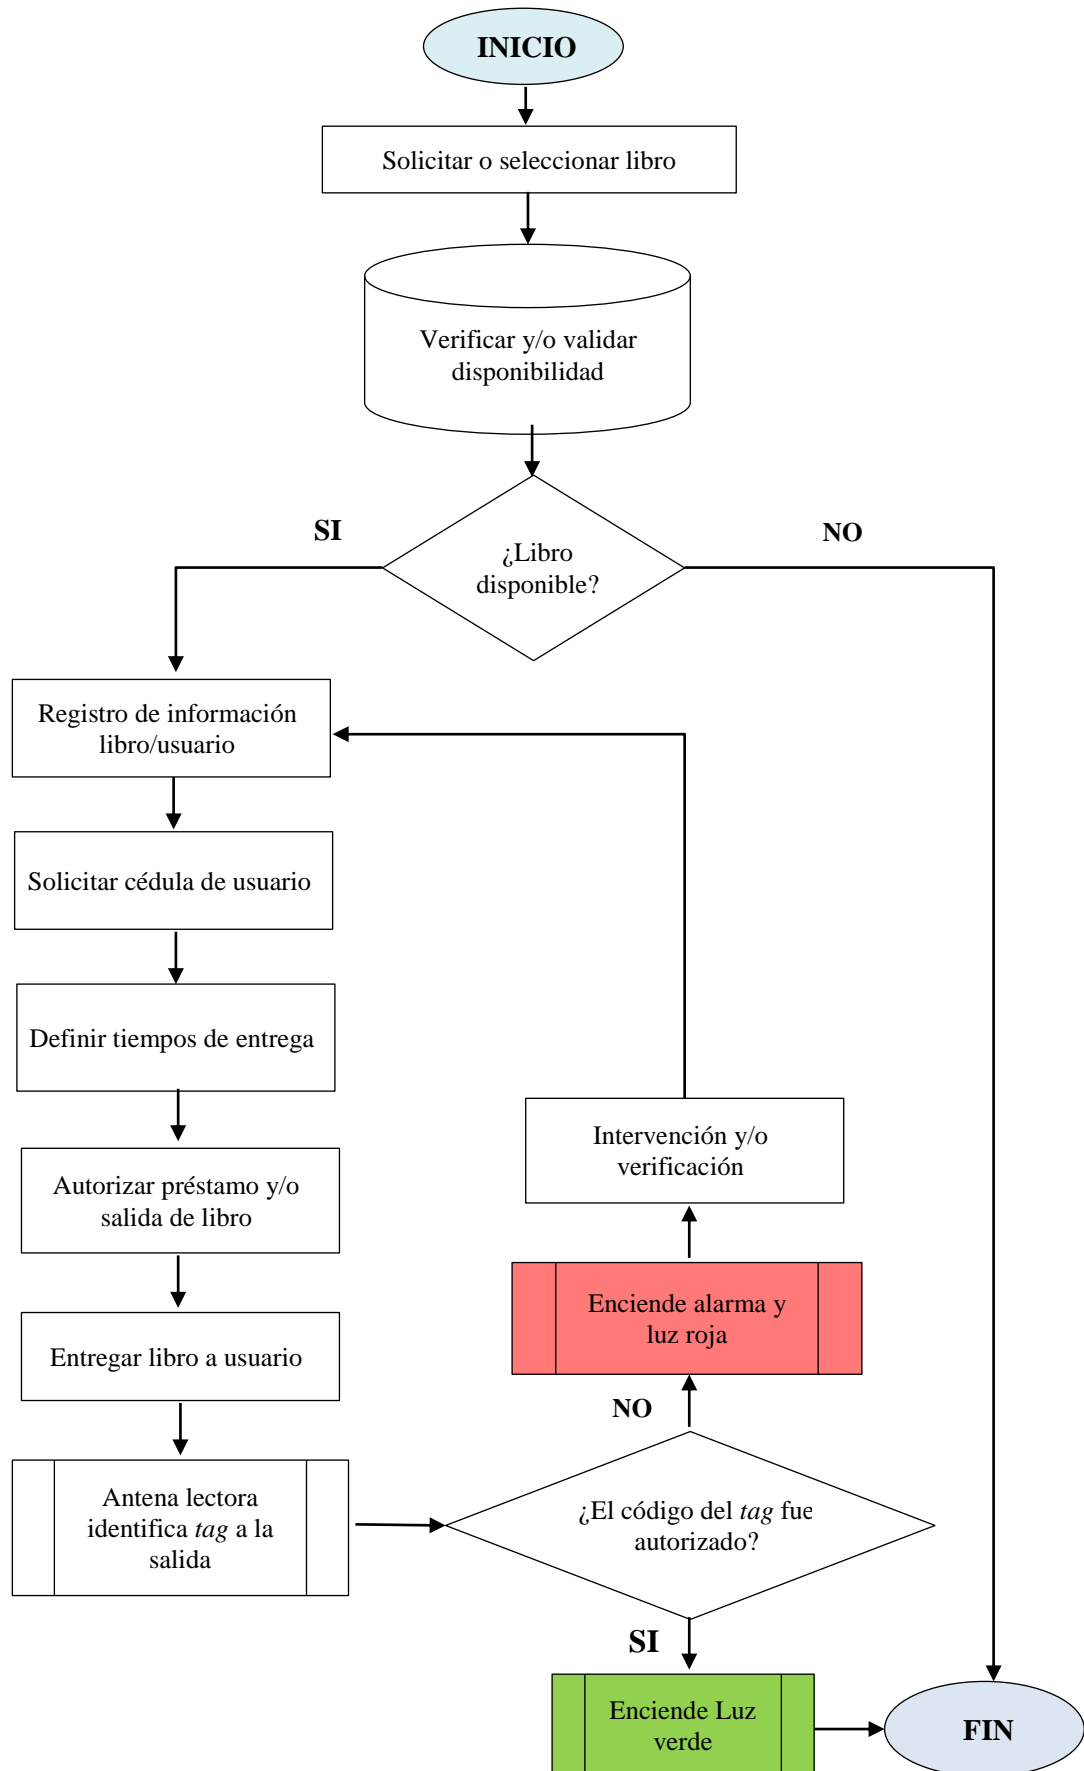 INICIO
Solicitar o seleccionar libro
Verificar y/o validar
disponibilidad
SI
NO
¿Libro
disponible?
Registro de información
libro/usuario
Solicitar cédula de usuario
Definir tiempos de entrega
Autorizar préstamo y/o
salida de libro
Entregar libro a usuario
Antena lectora
identifica tag a la
salida
Intervención y/o
verificación
Enciende alarma y
luz roja
NO
¿El código del tag fue
autorizado?
SI
Enciende Luz
verde
FIN